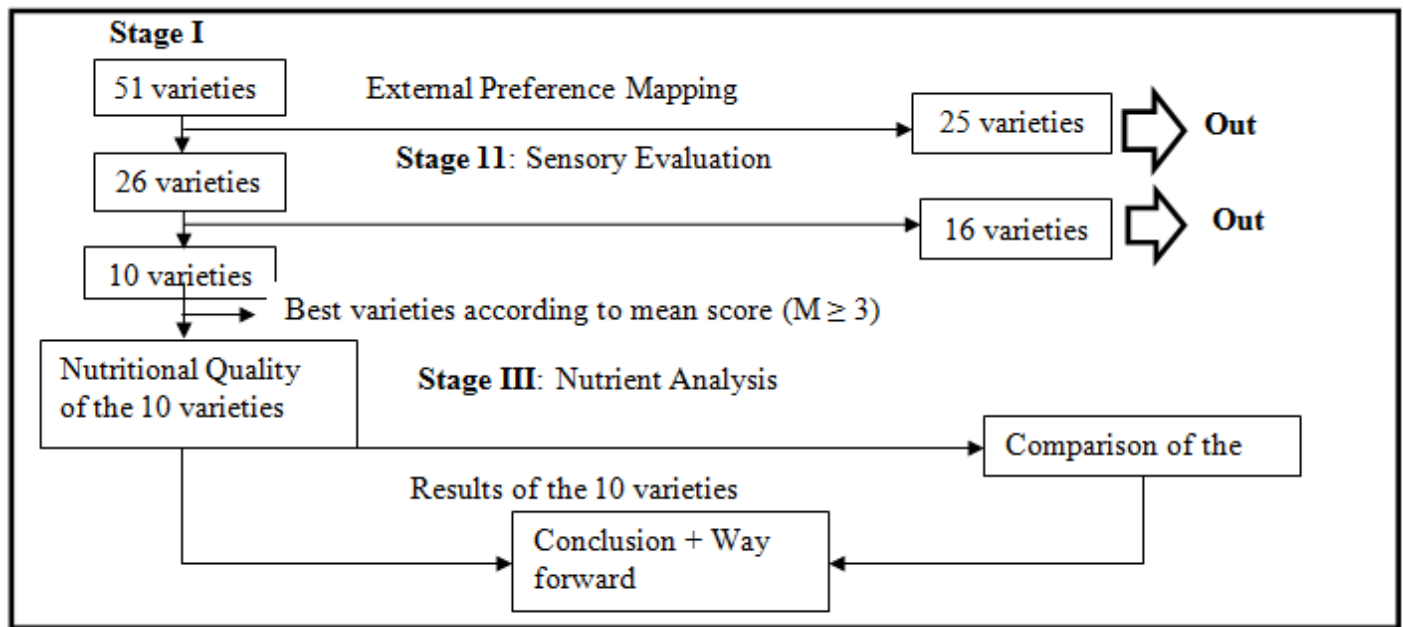 Stage I
51 varieties
External Preference Mapping
25 varieties
Out
Stage 11: Sensory Evaluation
26 varieties
16 varieties
Out
10 varieties
Best varieties according to mean score (M ≥ 3)
Nutritional Quality
of the 10 varieties
Stage III: Nutrient Analysis
Comparison of the
Results of the 10 varieties
Conclusion + Way
forward